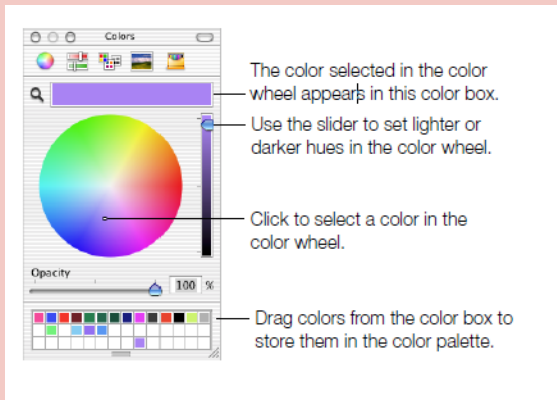 Colors
The color selected in the color
wheel appears in this color box.
Use the slider to set lighter or
darker hues in the color wheel.
Click to select a color in the
color wheel.
Opacity
100 %
Drag colors from the color box to
store them in the color palette.